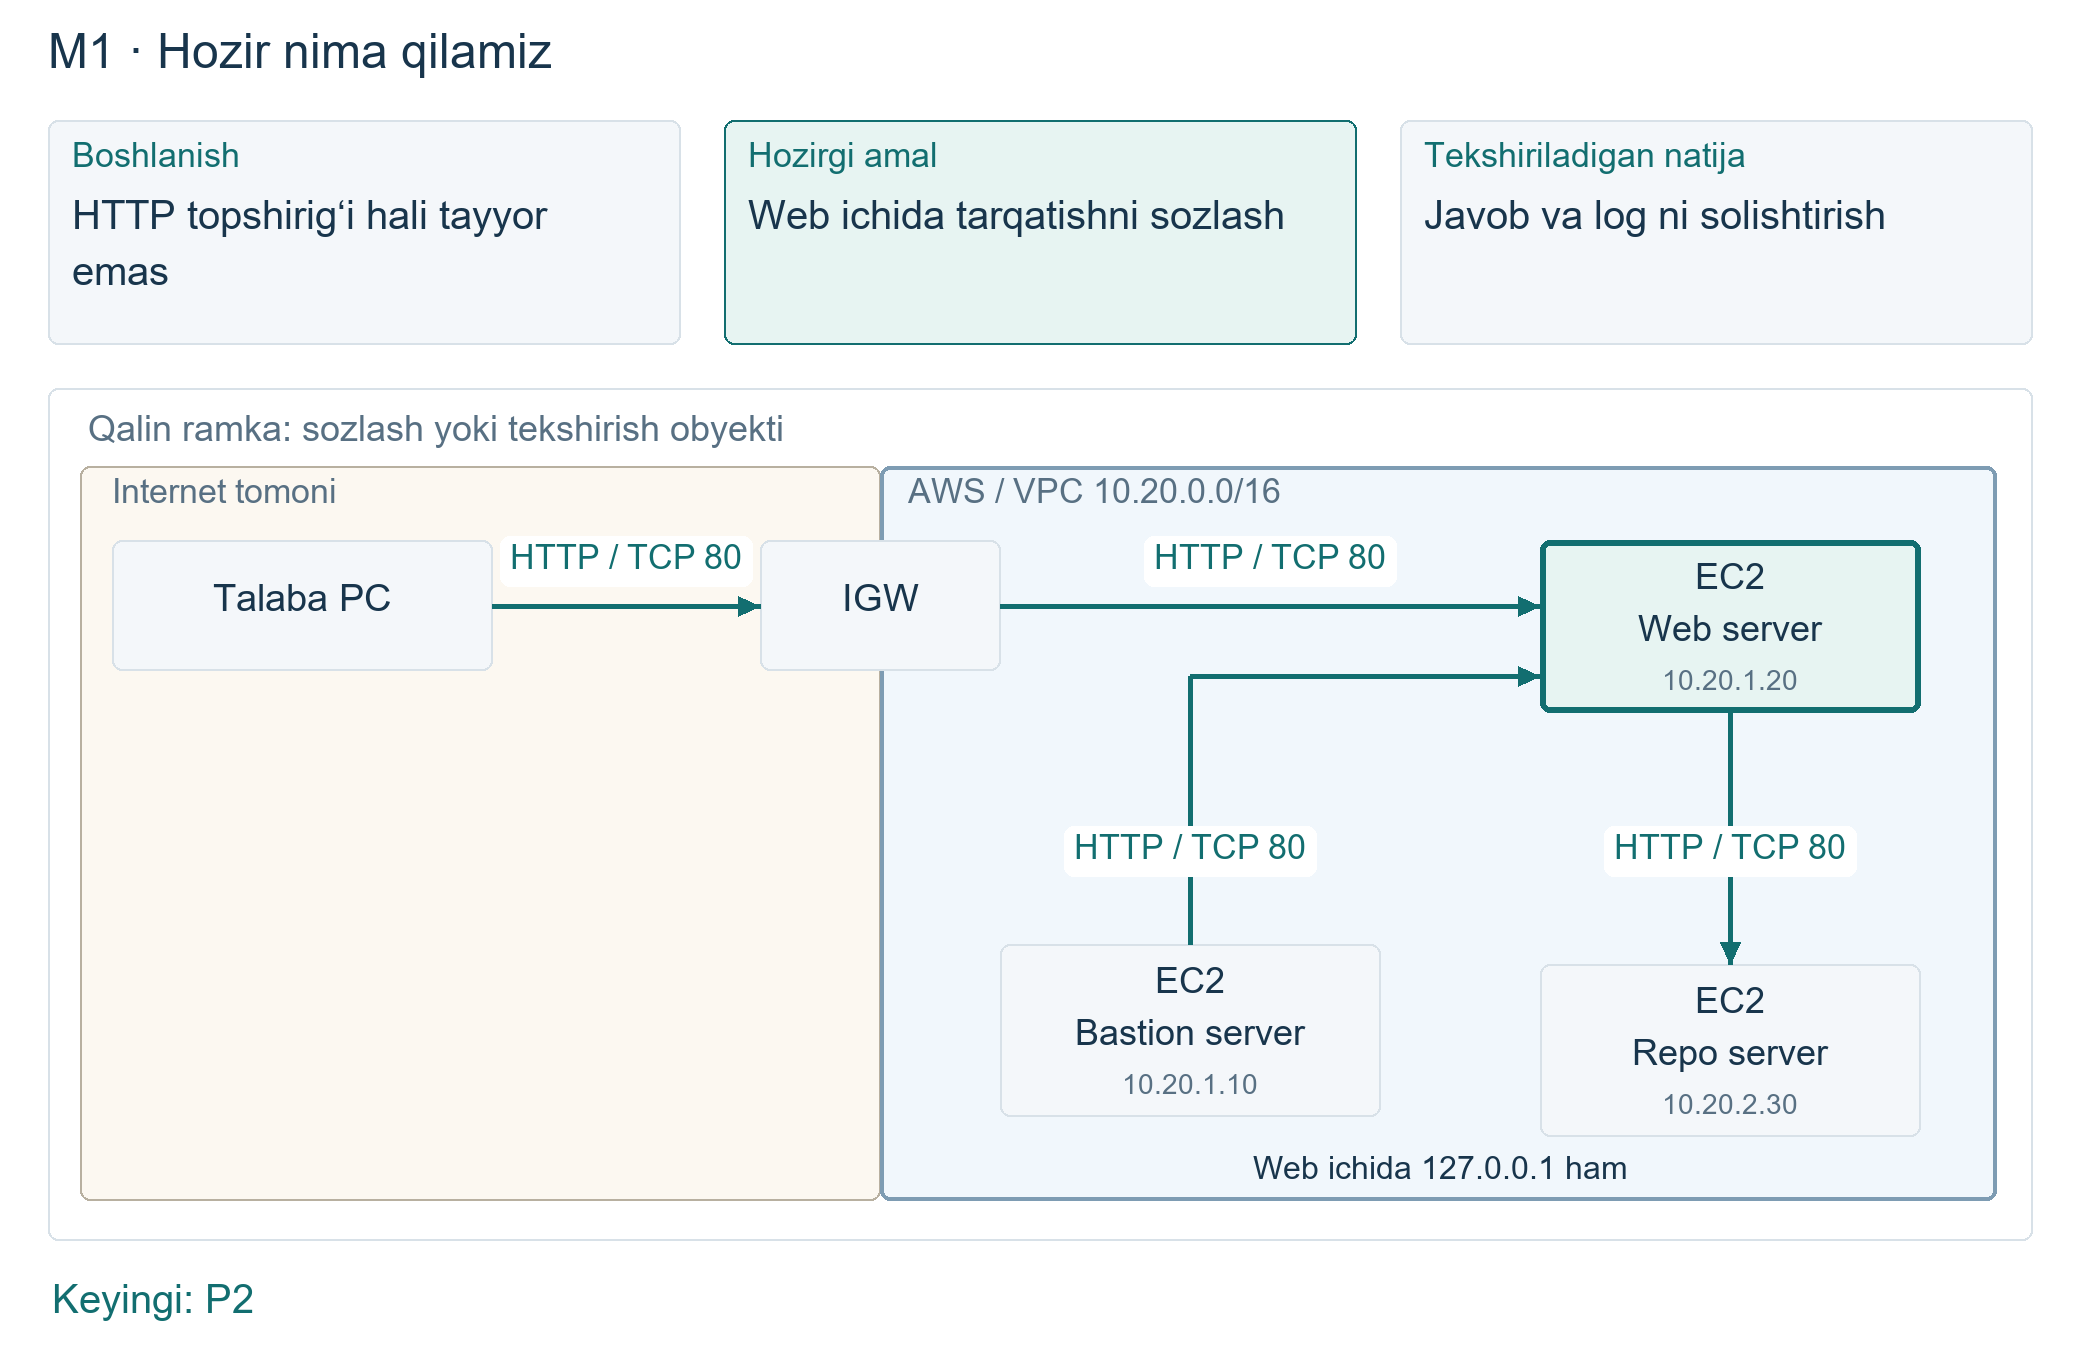 M1 · Hozir nima qilamiz
Boshlanish
HTTP topshirig‘i hali tayyor
emas
Hozirgi amal
Web ichida tarqatishni sozlash
Tekshiriladigan natija
Javob va log ni solishtirish
Qalin ramka: sozlash yoki tekshirish obyekti
Internet tomoni
AWS / VPC 10.20.0.0/16
Talaba PC
HTTP / TCP 80
IGW
HTTP / TCP 80
EC2
Web server
10.20.1.20
HTTP / TCP 80
HTTP / TCP 80
EC2
Bastion server
10.20.1.10
EC2
Repo server
10.20.2.30
Web ichida 127.0.0.1 ham
Keyingi: P2